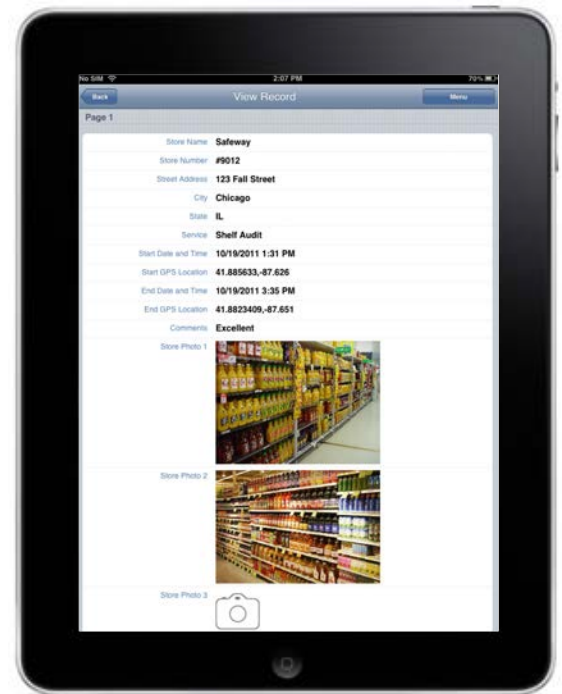 No SIM 2:07 PM 70%
Back View Record Menu
Page 1
Store Name Safeway
Store Number #9012
Street Address 123 Fall Street
City Chicago
State IL
Service Shelf Audit
Start Date and Time 10/19/2011 1:31 PM
Start GPS Location 41.885633,-87.626
End Date and Time 10/19/2011 3:35 PM
End GPS Location 41.8823409,-87.651
Comments Excellent
Store Photo 1
Store Photo 2
Store Photo 3